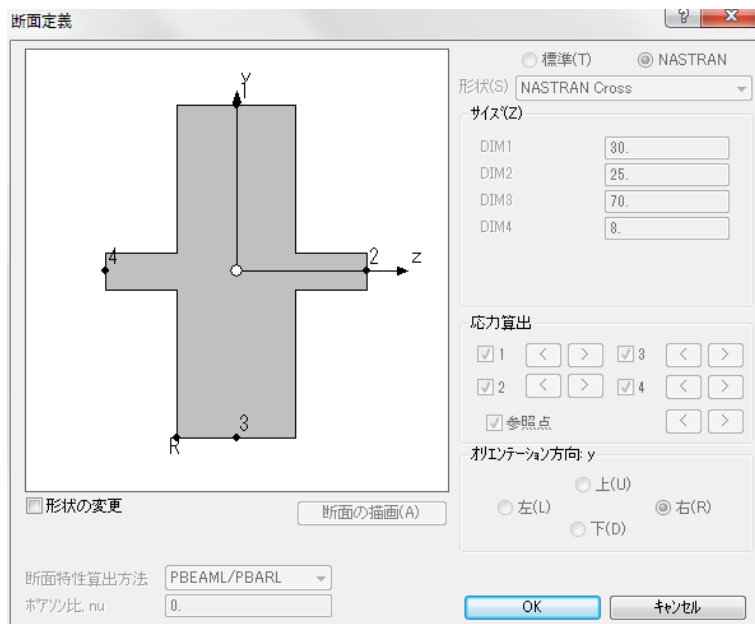 断面定義
? X
標準(T) NASTRAN
形状(S) NASTRAN Cross
サイズ(Z)
DIM1 30.
DIM2 25.
DIM3 70.
DIM4 8.
y
1
4
2 z
3
R
応力算出
1 < > 3 < >
2 < > 4 < >
参照点 < >
オリエンテーション方向: y
上(U)
左(L) 右(R)
下(D)
形状の変更
断面の描画(A)
断面特性算出方法 PBEAML/PBARL
ホアソン比, nu 0.
OK キャンセル